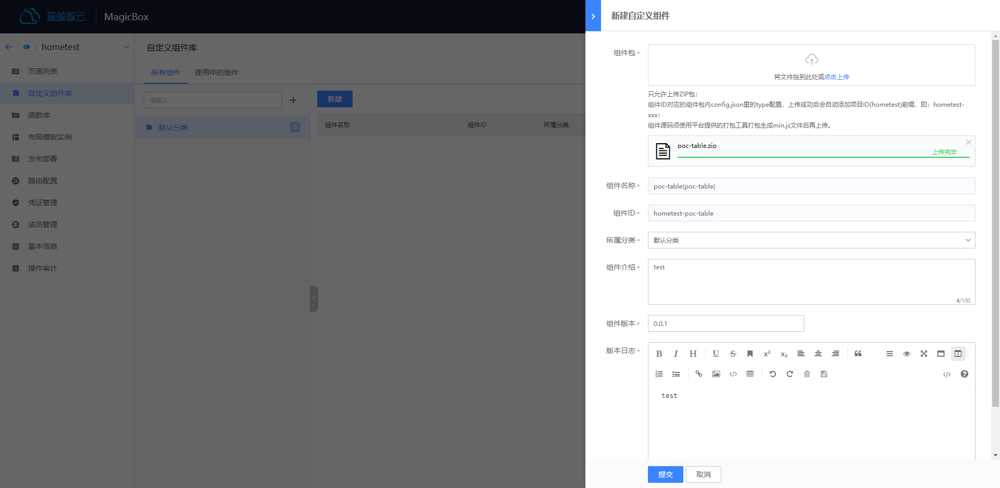 蓝鲸智云
MagicBox
hometest
页面列表
自定义组件库
函数库
布局模板实例
发布部署
路由配置
凭证管理
成员管理
基本信息
操作审计
自定义组件库
所有组件
使用中的组件
请输入
默认分类
0
新建
组件名称
组件ID
所属分类
新建自定义组件
组件包*
将文件拖到此处或点击上传
只允许上传ZIP包;
组件ID对应的组件包内config.json里的type配置，上传成功后会自动添加项目ID(hometest)前缀，即：hometest-
xxx;
组件源码须使用平台提供的打包工具打包生成min.js文件后再上传。
poc-table.zip
上传完毕
组件名称*
poc-table(poc-table)
组件ID*
hometest-poc-table
所属分类*
默认分类
组件介绍*
test
4/100
组件版本*
0.0.1
版本日志*
test
提交
取消